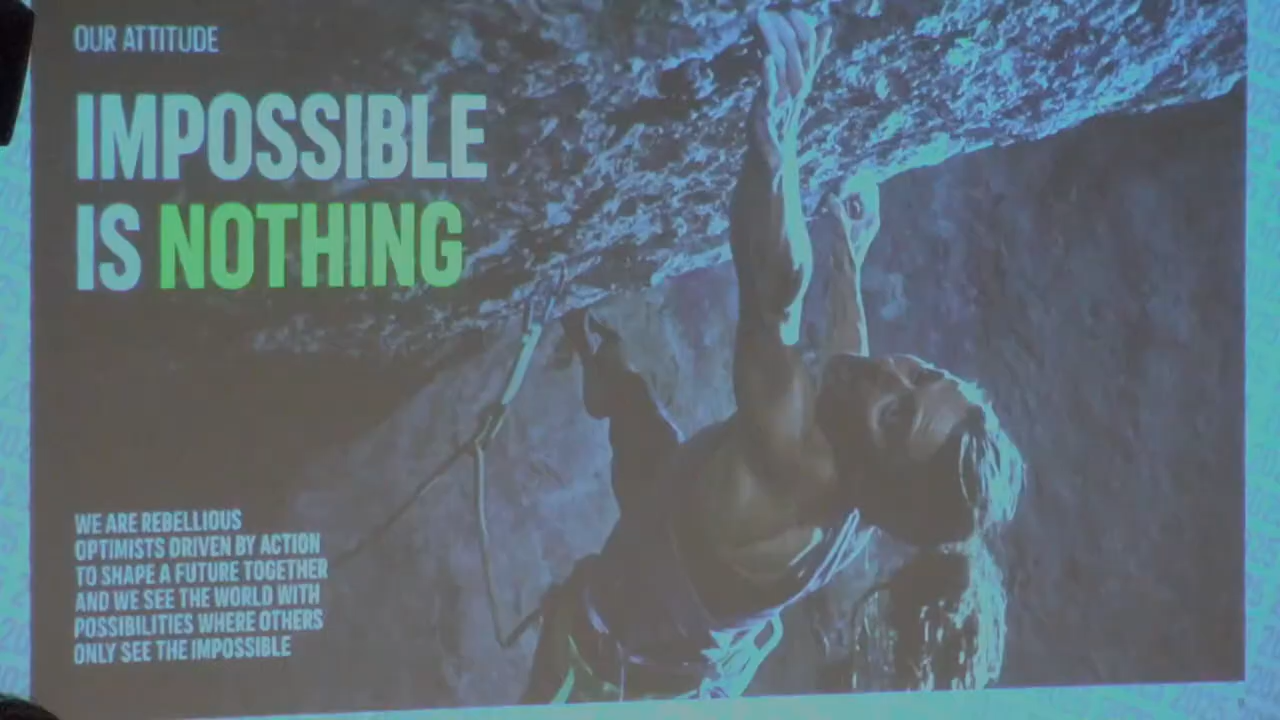 OUR ATTITUDE
IMPOSSIBLE
IS NOTHING
WE ARE REBELLIOUS
OPTIMISTS DRIVEN BY ACTION
TO SHAPE A FUTURE TOGETHER
AND WE SEE THE WORLD WITH
POSSIBILITIES WHERE OTHERS
ONLY SEE THE IMPOSSIBLE